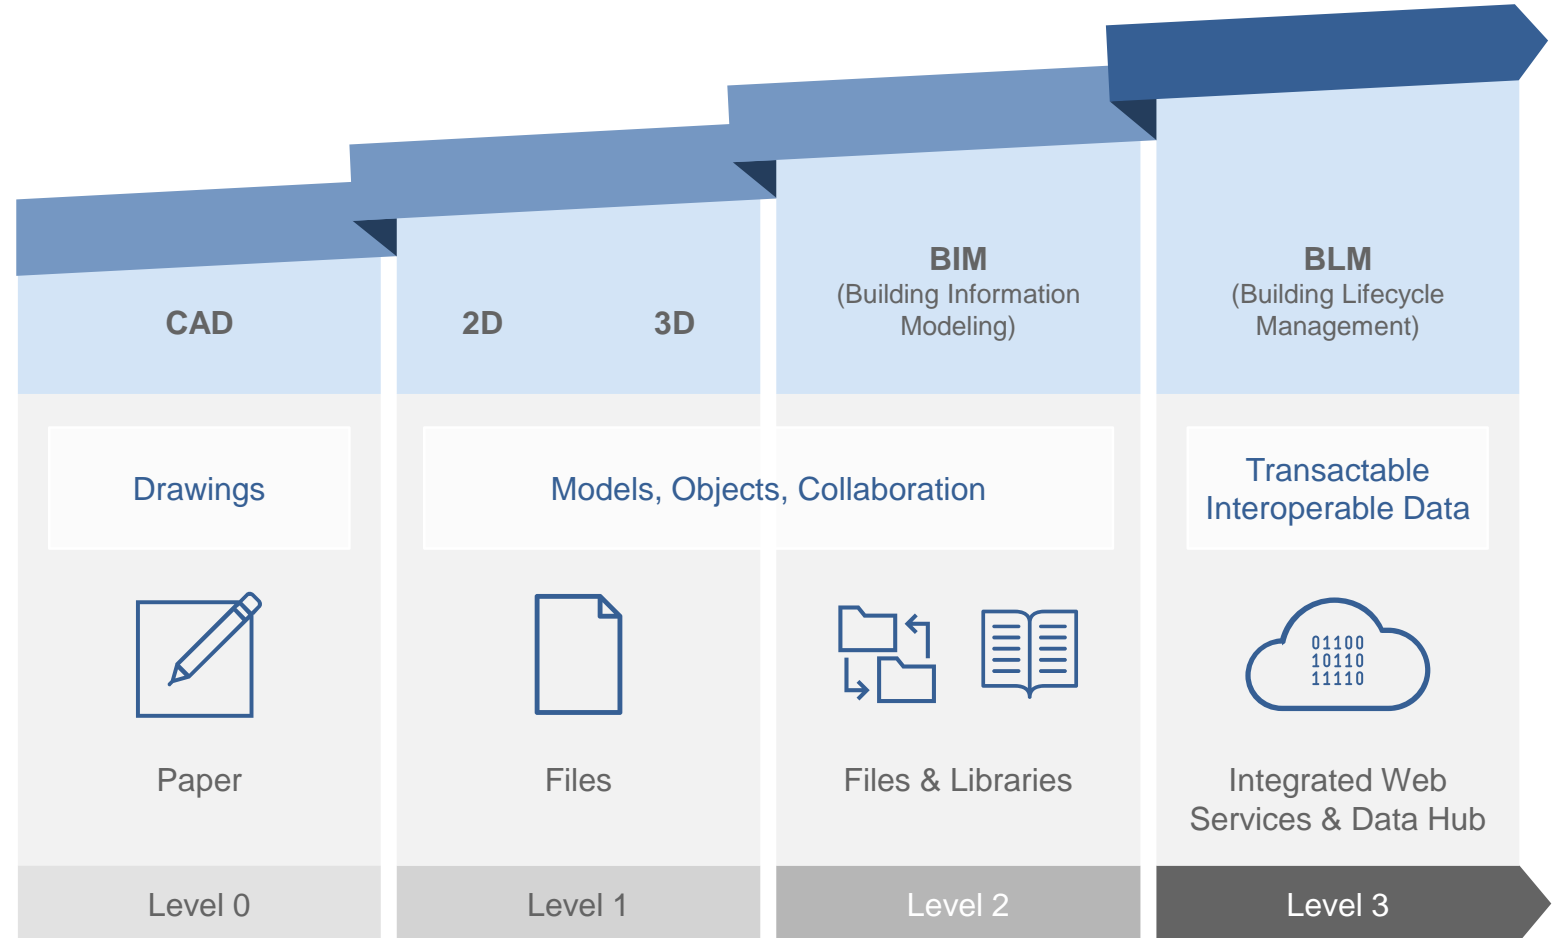 CAD
2D 3D
BIM
(Building Information
Modeling)
BLM
(Building Lifecycle
Management)
Drawings
Models, Objects, Collaboration
Transactable
Interoperable Data
01100
10110
11110
Paper
Files
Files & Libraries
Integrated Web
Services & Data Hub
Level 0
Level 1
Level 2
Level 3